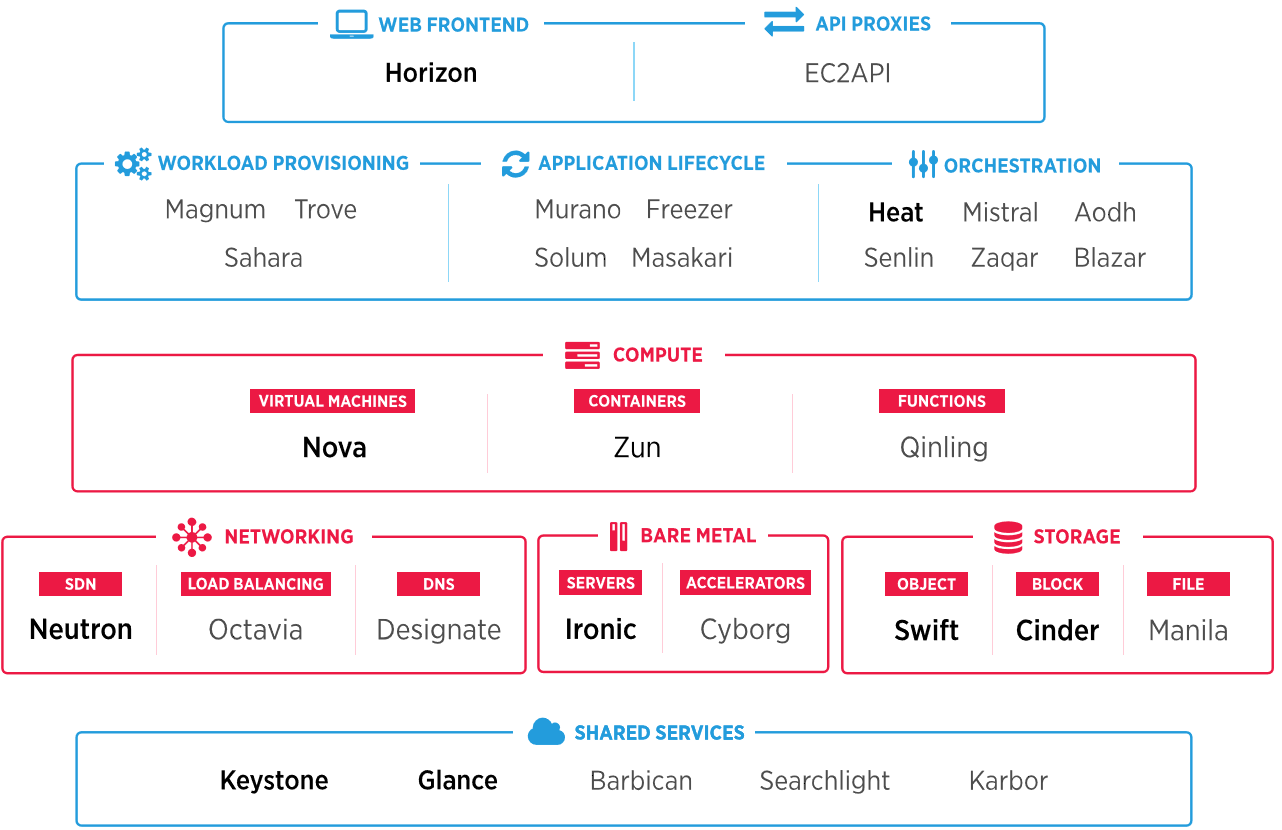 WEB FRONTEND
API PROXIES
Horizon
EC2API
WORKLOAD PROVISIONING
APPLICATION LIFECYCLE
ORCHESTRATION
Magnum Trove
Sahara
Murano Freezer
Solum Masakari
Heat Mistral Aodh
Senlin Zaqar Blazar
COMPUTE
VIRTUAL MACHINES
Nova
CONTAINERS
Zun
FUNCTIONS
Qinling
NETWORKING
SDN
Neutron
LOAD BALANCING
Octavia
DNS
Designate
BARE METAL
SERVERS
Ironic
ACCELERATORS
Cyborg
STORAGE
OBJECT
Swift
BLOCK
Cinder
FILE
Manila
SHARED SERVICES
Keystone Glance Barbican Searchlight Karbor